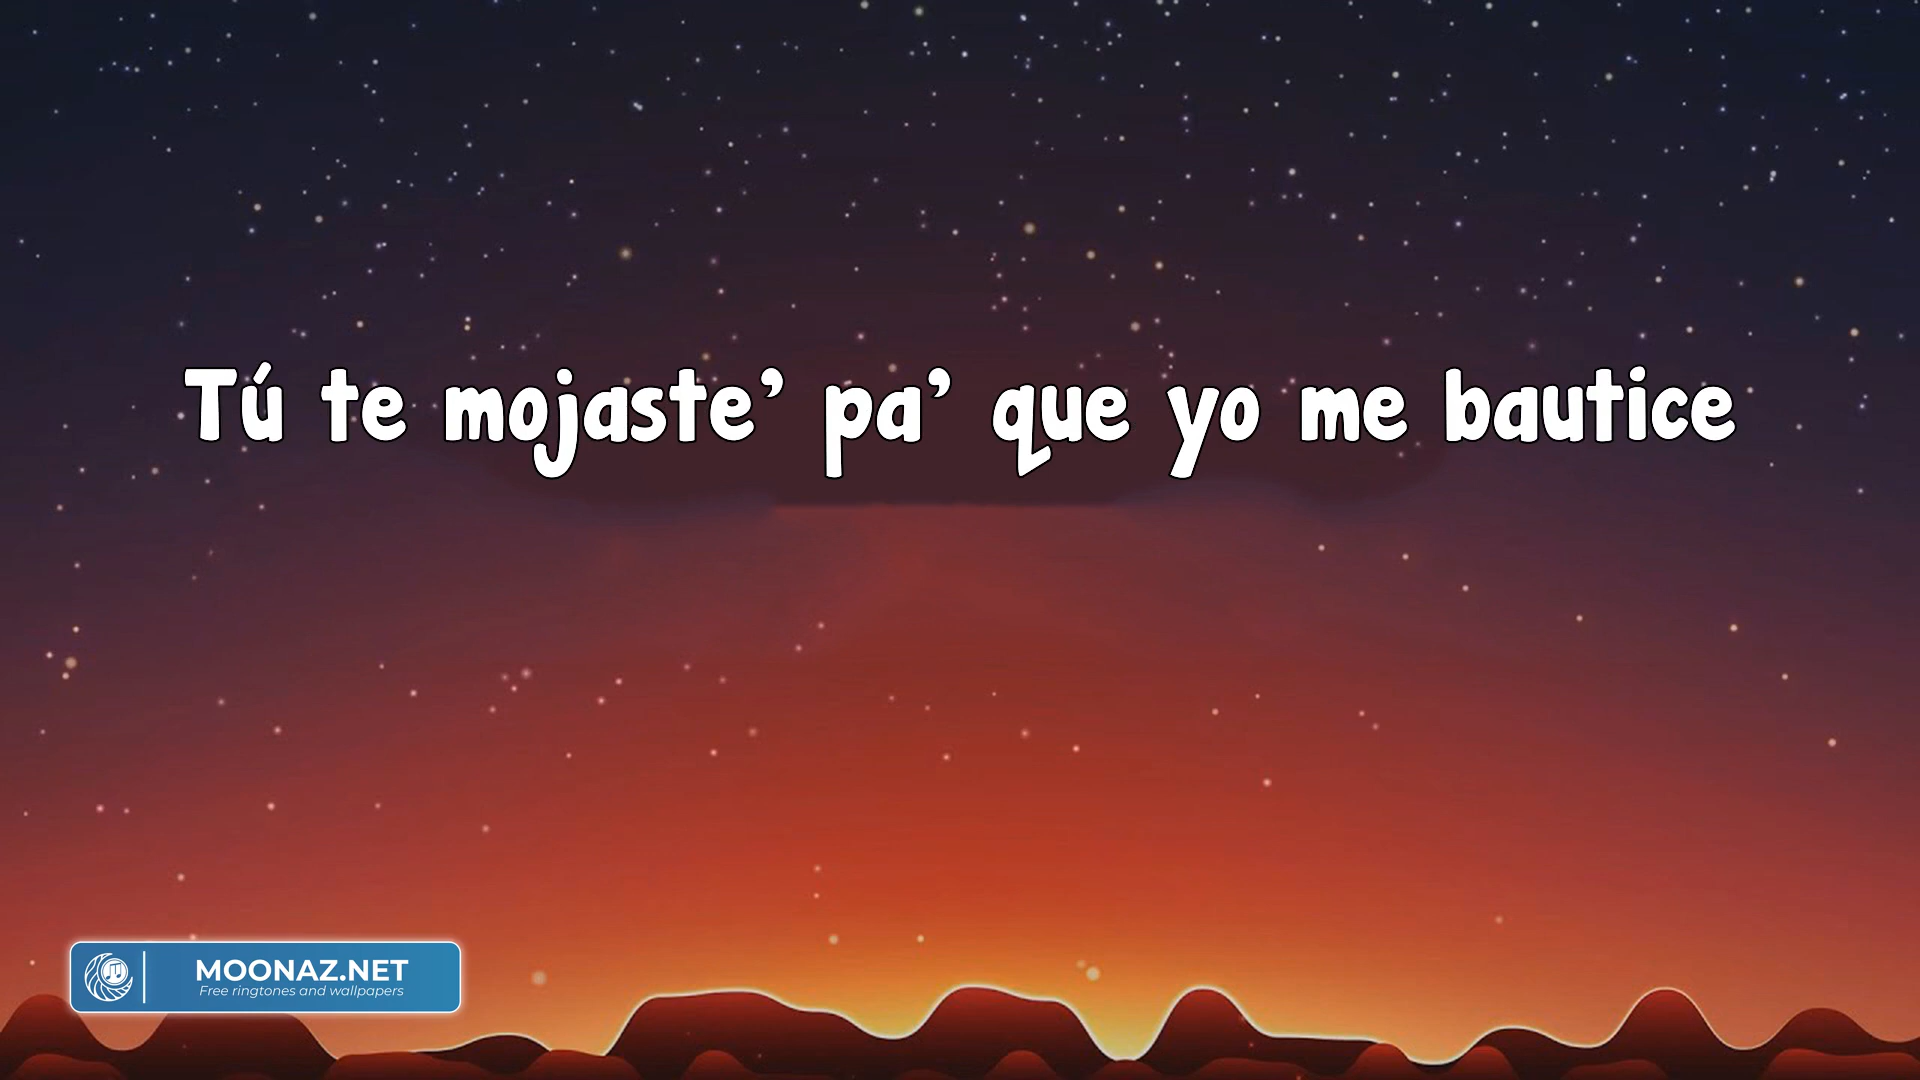 Tú te mojaste’ pa’ que yo me bautice
MOONAZ.NET
Free ringtones and wallpapers